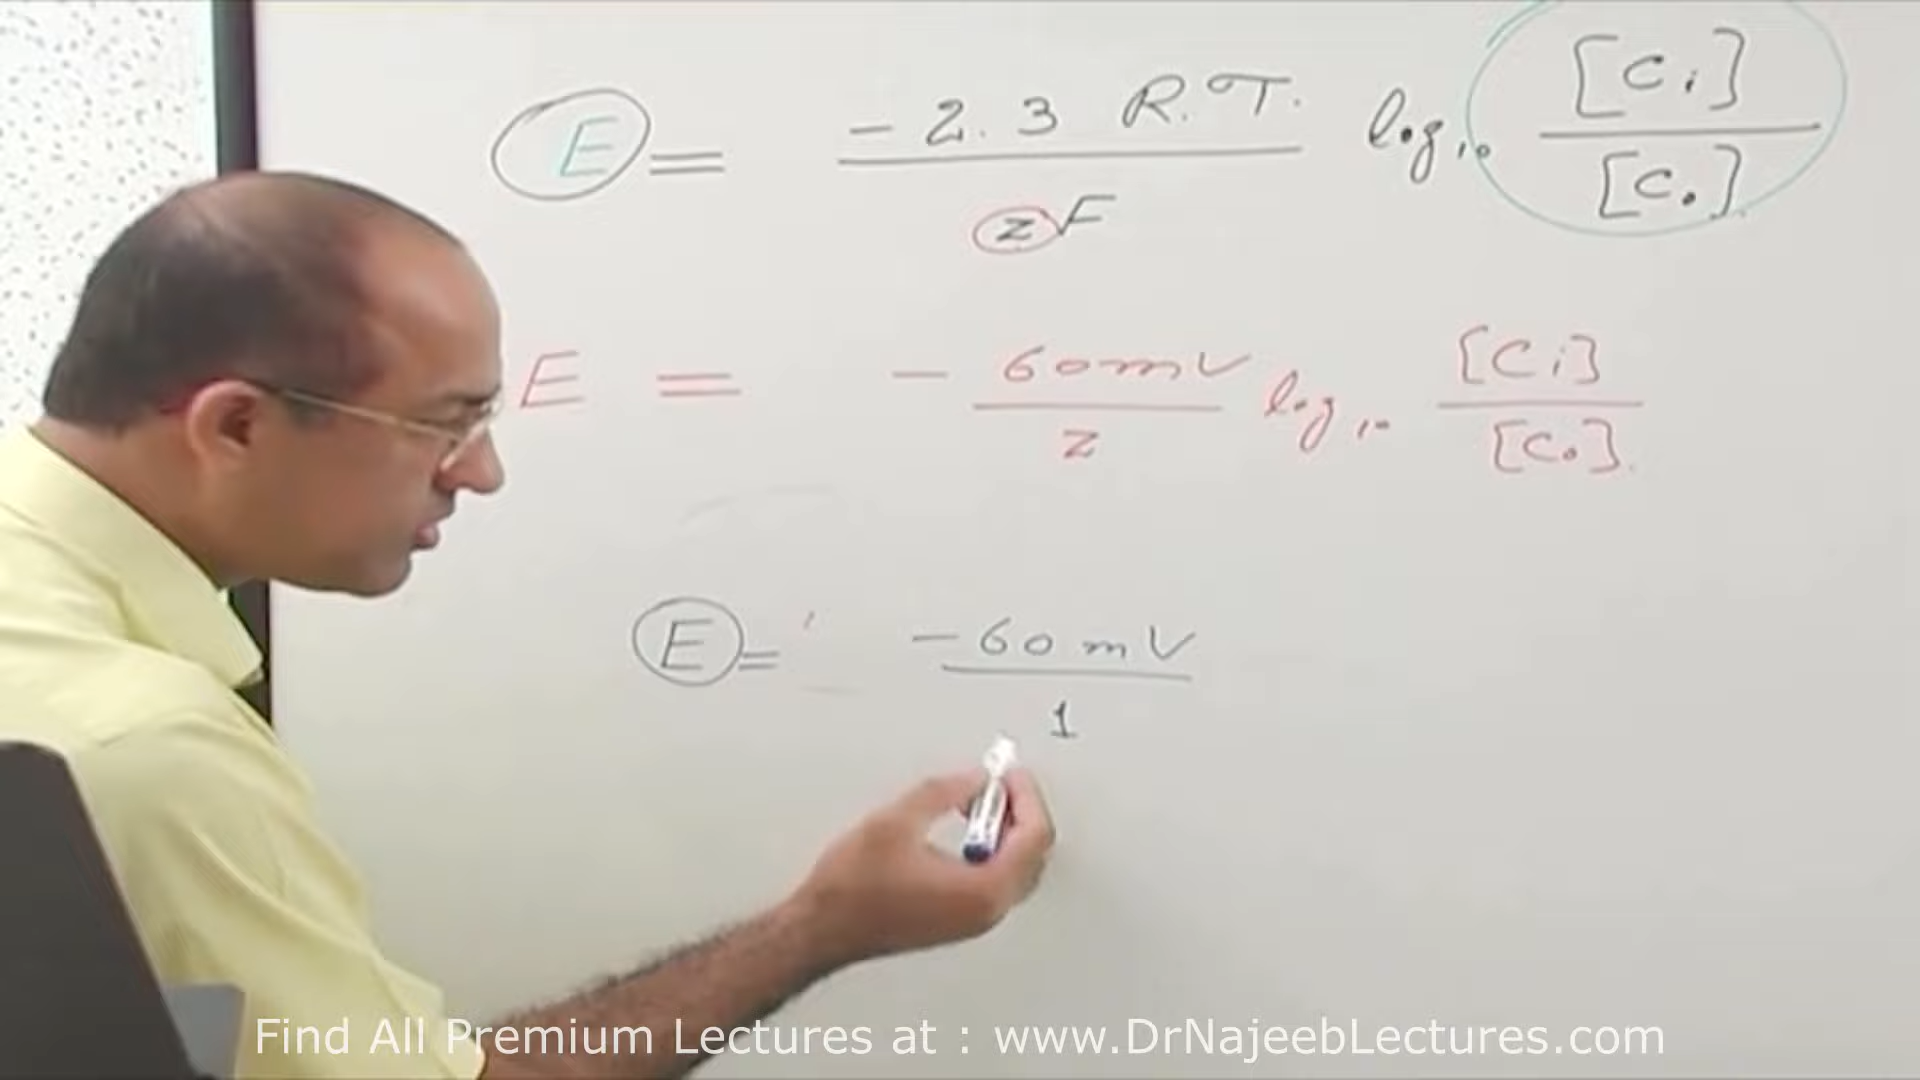 E = -2.3 R.T. log₁₀ [Ci]
zF [Co]
E = - 60mV log₁₀ [Ci]
z [Co]
E = -60 mV
1
Find All Premium Lectures at : www.DrNajeebLectures.com